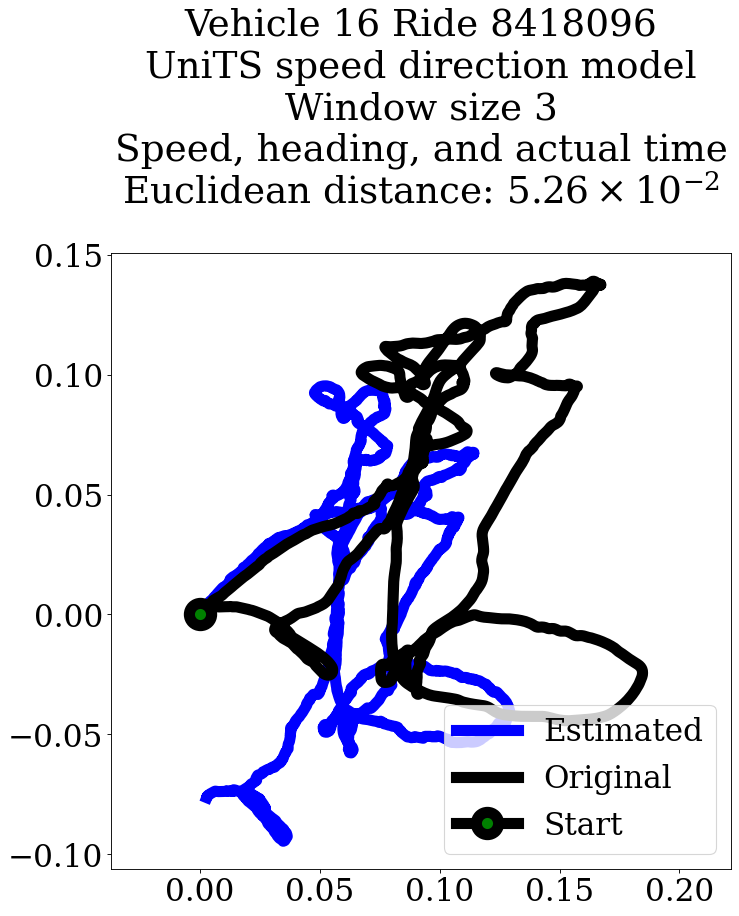 Vehicle 16 Ride 8418096
UniTS speed direction model
Window size 3
Speed, heading, and actual time
Euclidean distance: 5.26 × 10⁻²
0.15
0.10
0.05
0.00
−0.05
−0.10
0.00 0.05 0.10 0.15 0.20
Estimated
Original
Start